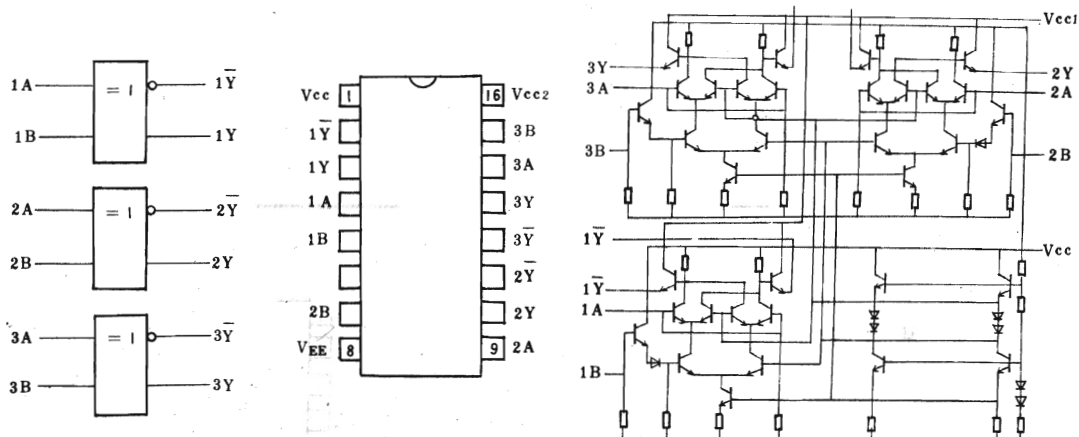 1A
= 1
1Y̅
1B
1Y
2A
= 1
2Y̅
2B
2Y
3A
= 1
3Y̅
3B
3Y
Vcc 1 16 Vcc2
1Y̅ 3B
1Y 3A
1A 3Y
1B 3Y̅
2Y̅
2B 2Y
VEE 8 9 2A
Vcc1
3Y 2Y
3A 2A
3B 2B
1Y̅
Vcc
1Y̅
1A
1B